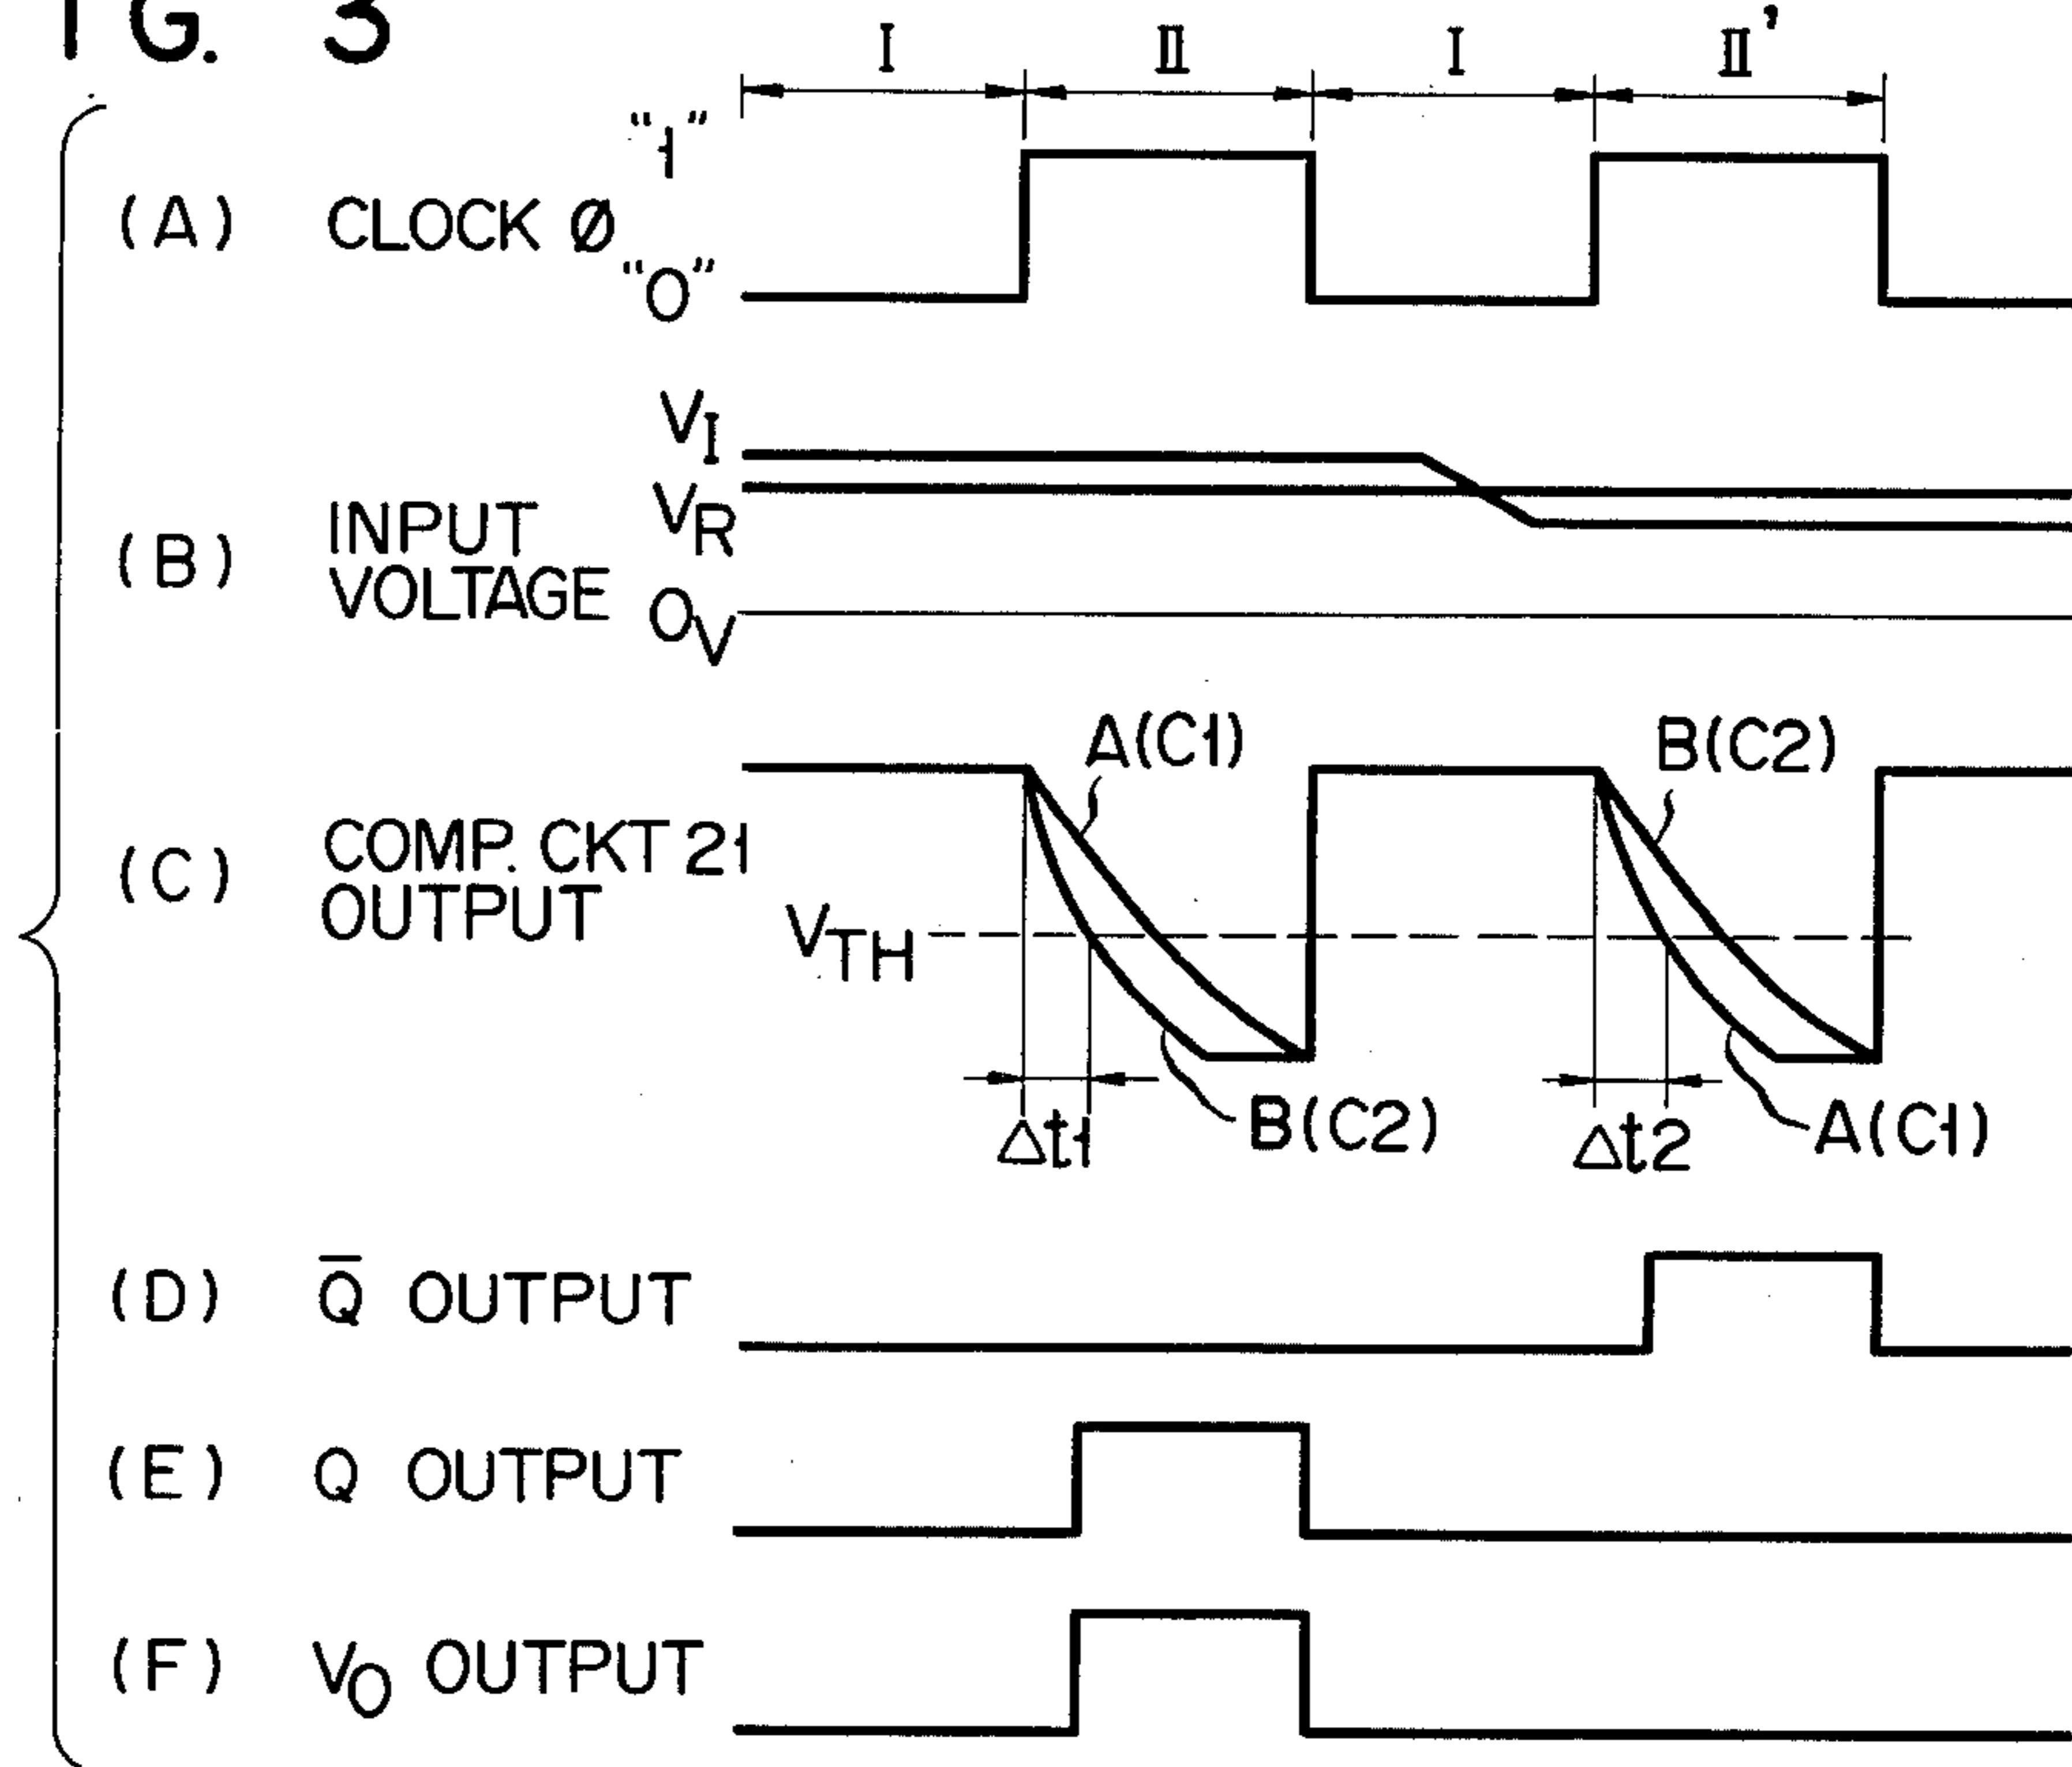 IG. 3
I II I II'
"1"
(A) CLOCK Ø
"0"
VI
VR
(B) INPUT
VOLTAGE
0V
A(C1) B(C2)
(C) COMP. CKT 21
OUTPUT
VTH
Δt1 B(C2) Δt2 A(C1)
(D) Q̅ OUTPUT
(E) Q OUTPUT
(F) VO OUTPUT